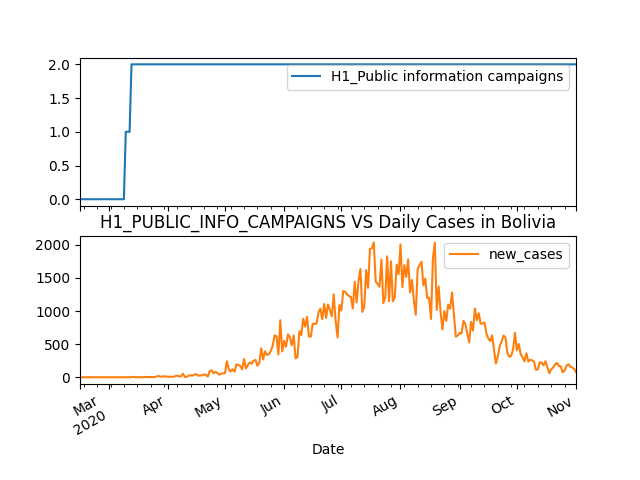 2.0
1.5
1.0
0.5
0.0
H1_Public information campaigns
H1_PUBLIC_INFO_CAMPAIGNS VS Daily Cases in Bolivia
2000
1500
1000
500
0
new_cases
Mar
2020
Apr
May
Jun
Jul
Aug
Sep
Oct
Nov
Date